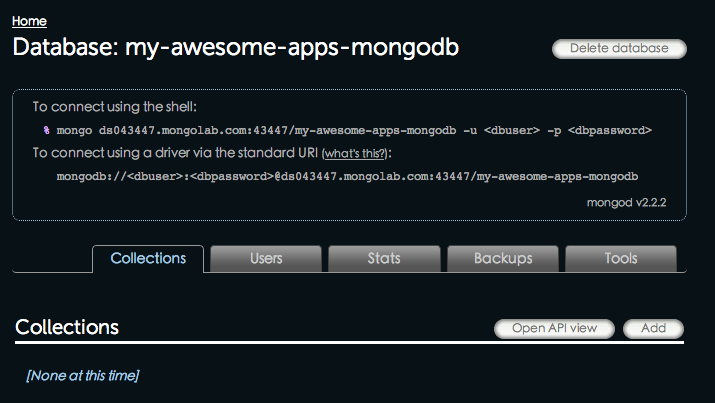 Home
Database: my-awesome-apps-mongodb
Delete database
To connect using the shell:
% mongo ds043447.mongolab.com:43447/my-awesome-apps-mongodb -u <dbuser> -p <dbpassword>
To connect using a driver via the standard URI (what's this?):
mongodb://<dbuser>:<dbpassword>@ds043447.mongolab.com:43447/my-awesome-apps-mongodb
mongod v2.2.2
Collections Users Stats Backups Tools
Collections
Open API view Add
[None at this time]